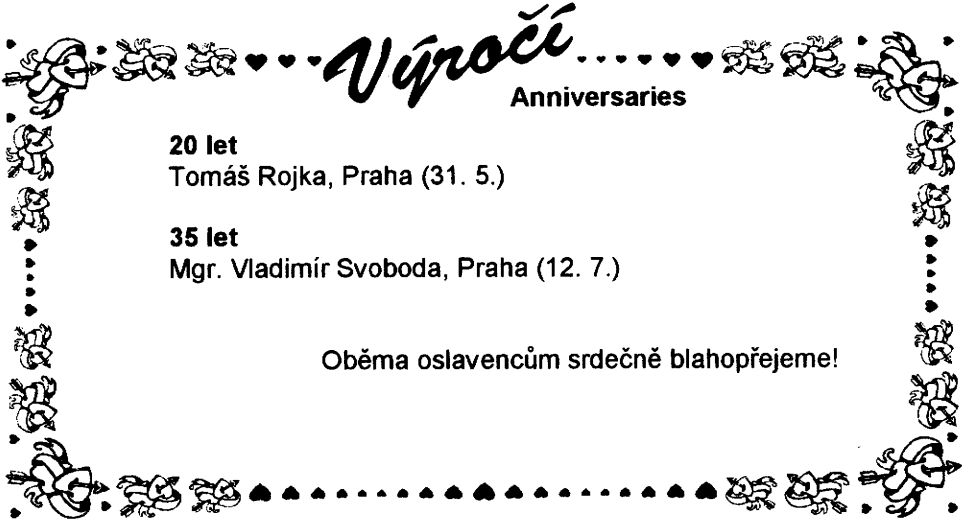 Výročí
Anniversaries
20 let
Tomáš Rojka, Praha (31. 5.)
35 let
Mgr. Vladimír Svoboda, Praha (12. 7.)
Oběma oslavencům srdečně blahopřejeme!